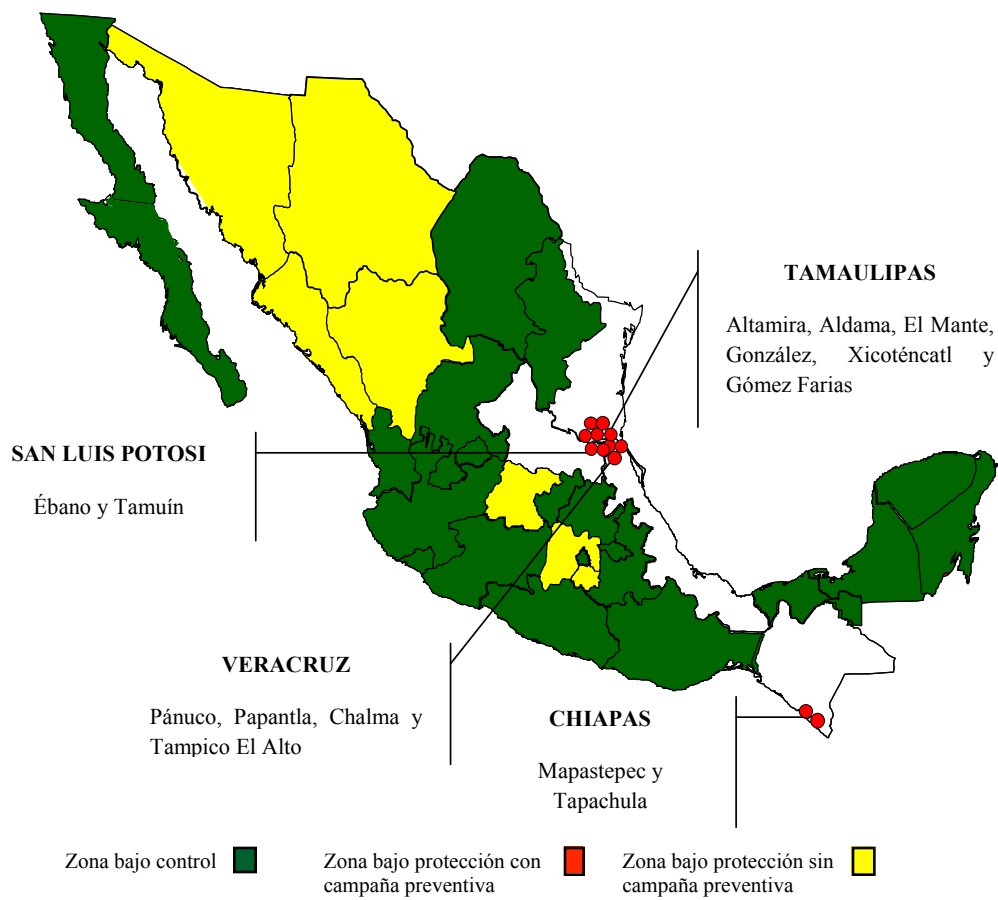 TAMAULIPAS
Altamira, Aldama, El Mante,
González, Xicoténcatl y
Gómez Farias
SAN LUIS POTOSI
Ébano y Tamuín
VERACRUZ
Pánuco, Papantla, Chalma y
Tampico El Alto
CHIAPAS
Mapastepec y
Tapachula
Zona bajo control
Zona bajo protección con
campaña preventiva
Zona bajo protección sin
campaña preventiva